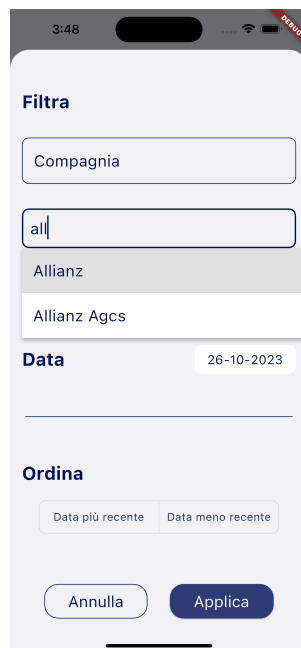 3:48
DEBUG
Filtra
Compagnia
all
Allianz
Allianz Agcs
Data 26-10-2023
Ordina
Data più recente Data meno recente
Annulla Applica